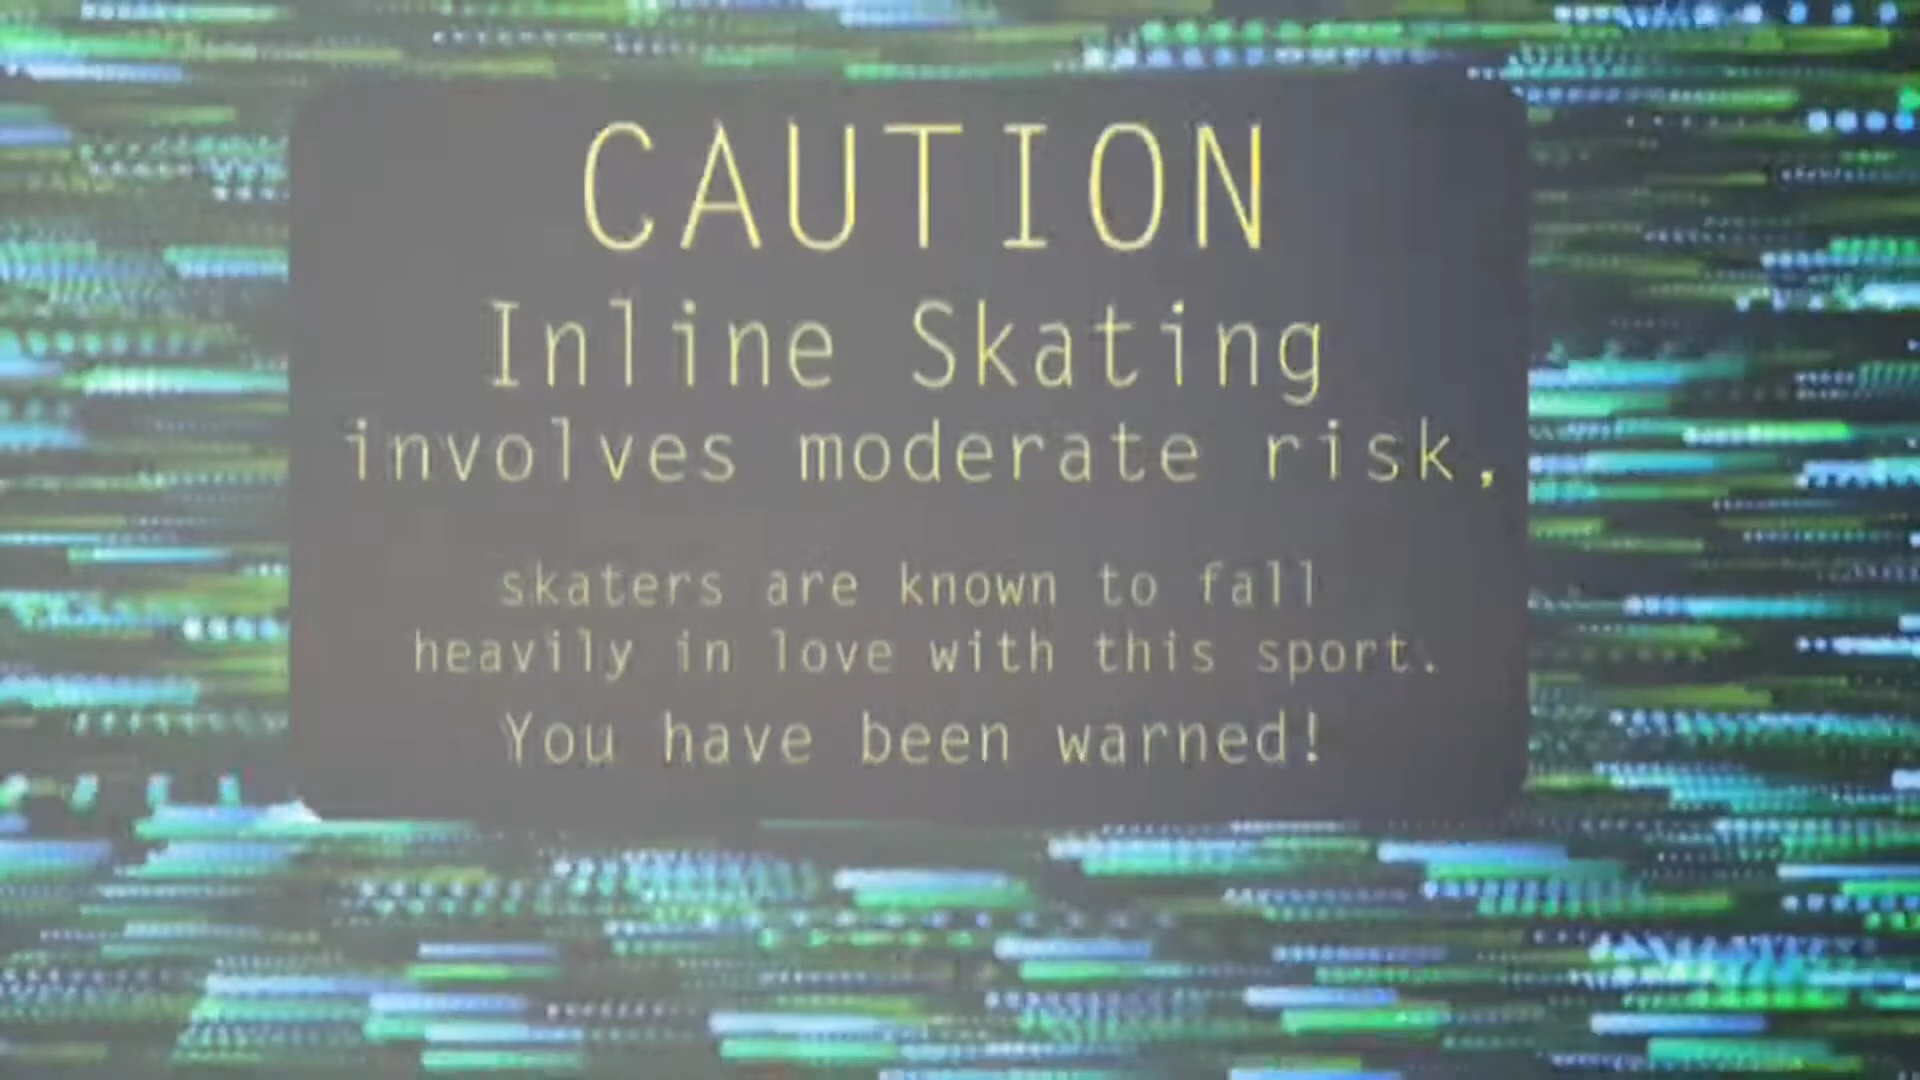 CAUTION
Inline Skating
involves moderate risk,
skaters are known to fall
heavily in love with this sport.
You have been warned!